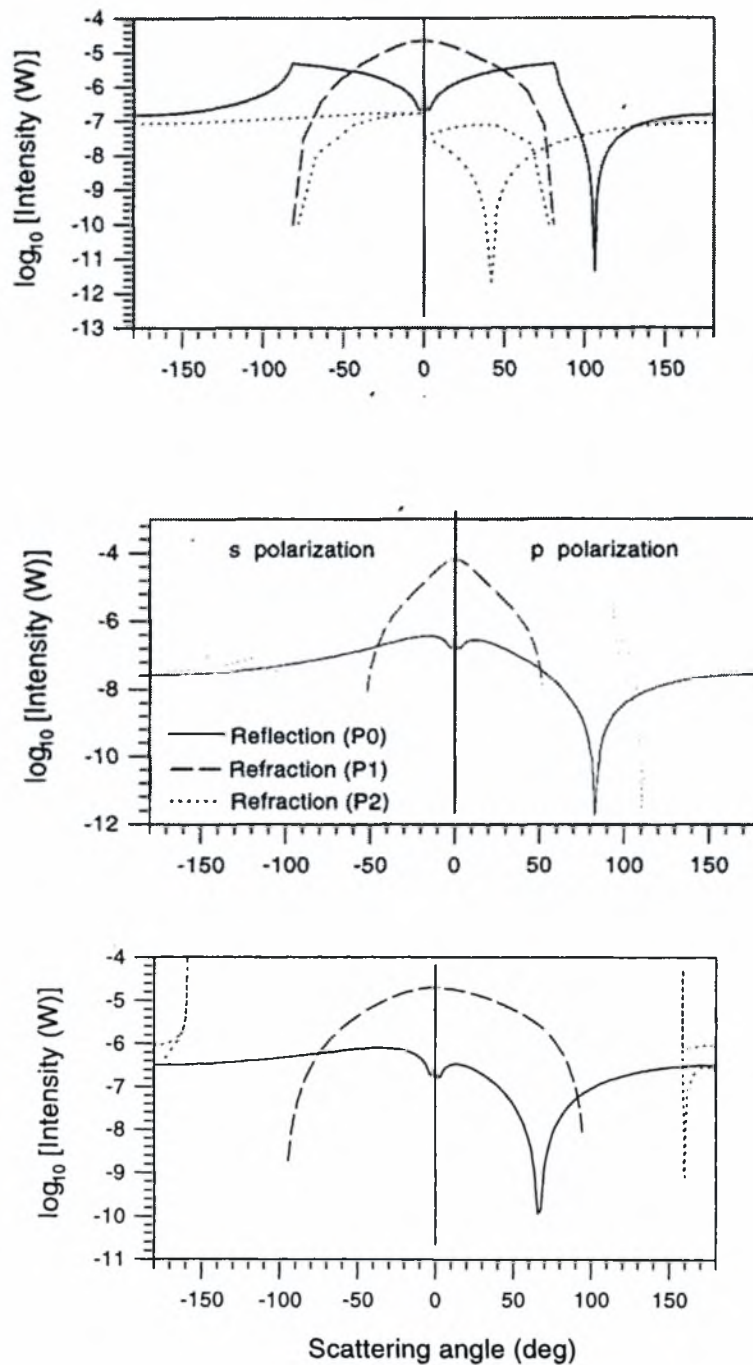 log10 [Intensity (W)]
-4
-5
-6
-7
-8
-9
-10
-11
-12
-13
-150 -100 -50 0 50 100 150
log10 [Intensity (W)]
s polarization p polarization
-4
-6
-8
-10
-12
Reflection (P0)
Refraction (P1)
Refraction (P2)
-150 -100 -50 0 50 100 150
log10 [Intensity (W)]
-4
-5
-6
-7
-8
-9
-10
-11
-150 -100 -50 0 50 100 150
Scattering angle (deg)